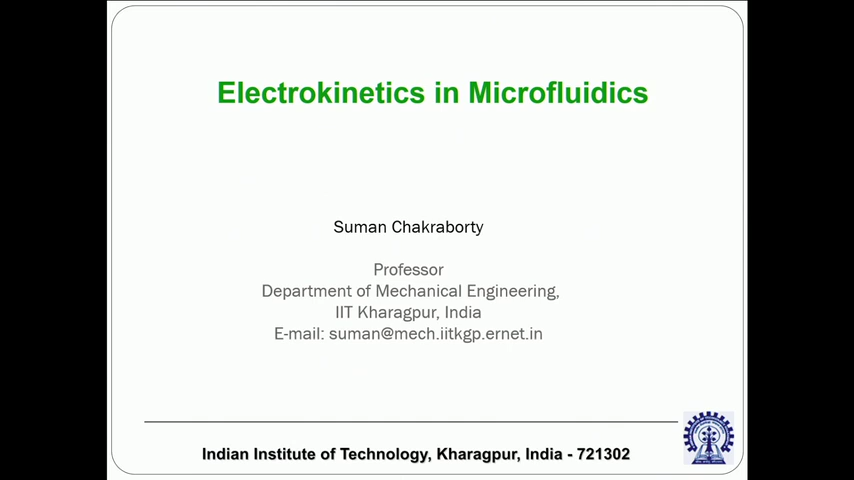 Electrokinetics in Microfluidics
Suman Chakraborty
Professor
Department of Mechanical Engineering,
IIT Kharagpur, India
E-mail: suman@mech.iitkgp.ernet.in
Indian Institute of Technology, Kharagpur, India - 721302